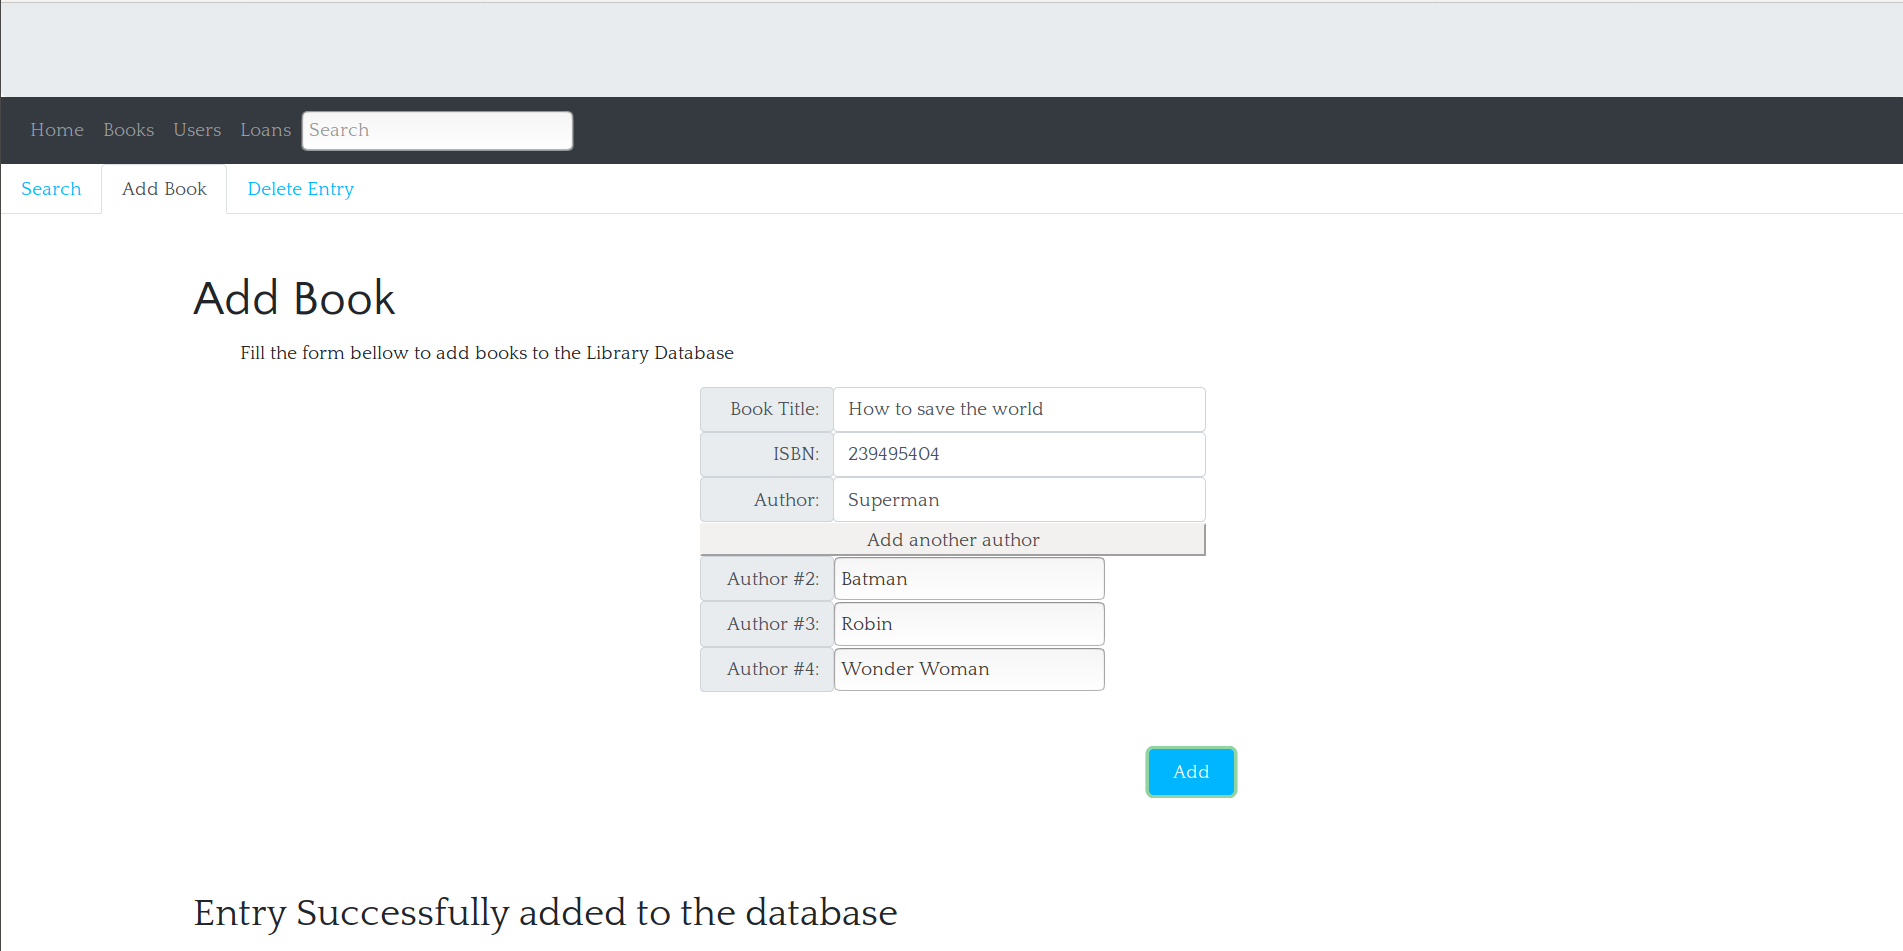 Home Books Users Loans Search
Search Add Book Delete Entry
Add Book
Fill the form bellow to add books to the Library Database
Book Title: How to save the world
ISBN: 239495404
Author: Superman
Add another author
Author #2: Batman
Author #3: Robin
Author #4: Wonder Woman
Add
Entry Successfully added to the database